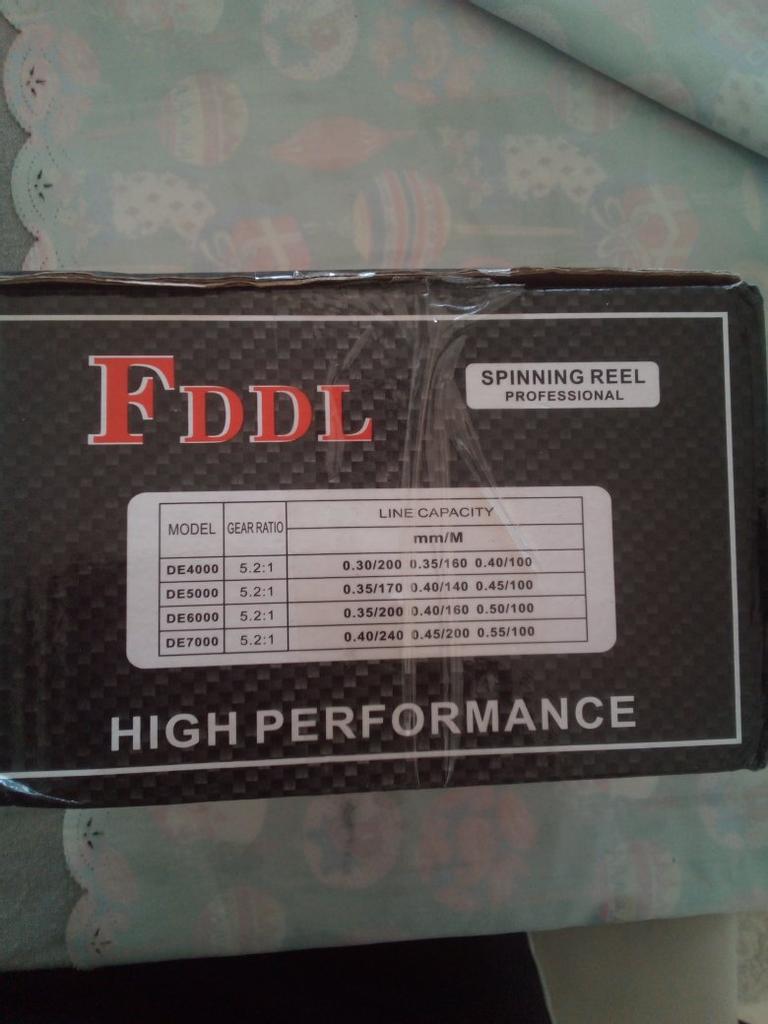 FDDL
SPINNING REEL
PROFESSIONAL
MODEL GEAR RATIO LINE CAPACITY
mm/M
DE4000 5.2:1 0.30/200 0.35/160 0.40/100
DE5000 5.2:1 0.35/170 0.40/140 0.45/100
DE6000 5.2:1 0.35/200 0.40/160 0.50/100
DE7000 5.2:1 0.40/240 0.45/200 0.55/100
HIGH PERFORMANCE